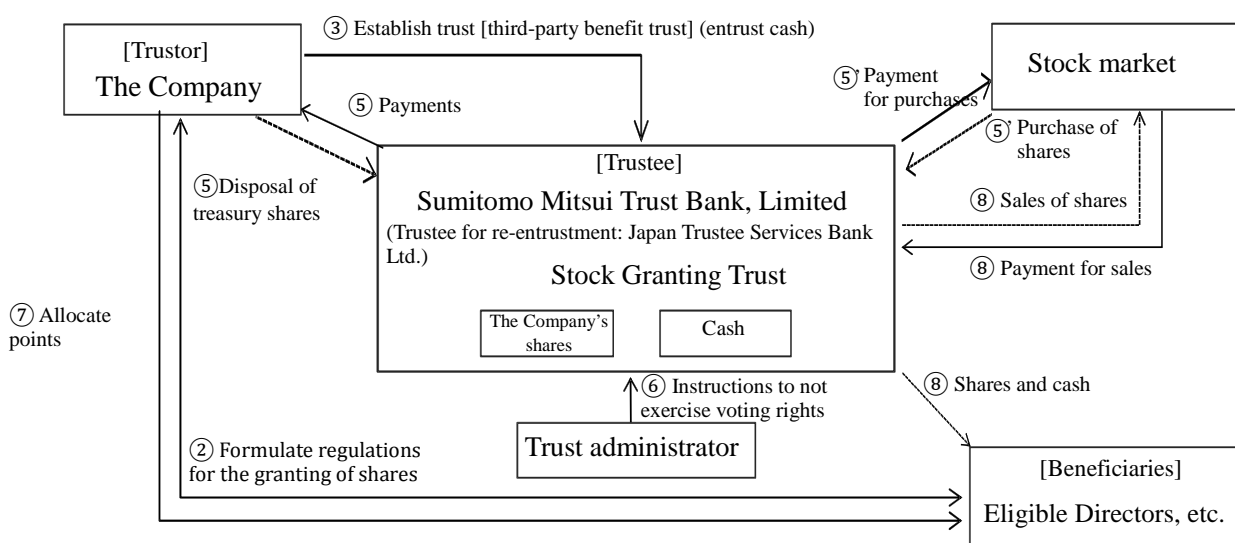 ③ Establish trust [third-party benefit trust] (entrust cash)
[Trustor]
The Company
Stock market
⑤’ Payment
for purchases
⑤ Payments
⑤’ Purchase of
shares
[Trustee]
Sumitomo Mitsui Trust Bank, Limited
(Trustee for re-entrustment: Japan Trustee Services Bank
Ltd.)
Stock Granting Trust
⑤Disposal of
treasury shares
⑧ Sales of shares
⑧ Payment for sales
⑦ Allocate
points
The Company’s
shares
Cash
⑥ Instructions to not
exercise voting rights
⑧ Shares and cash
Trust administrator
② Formulate regulations
for the granting of shares
[Beneficiaries]
Eligible Directors, etc.